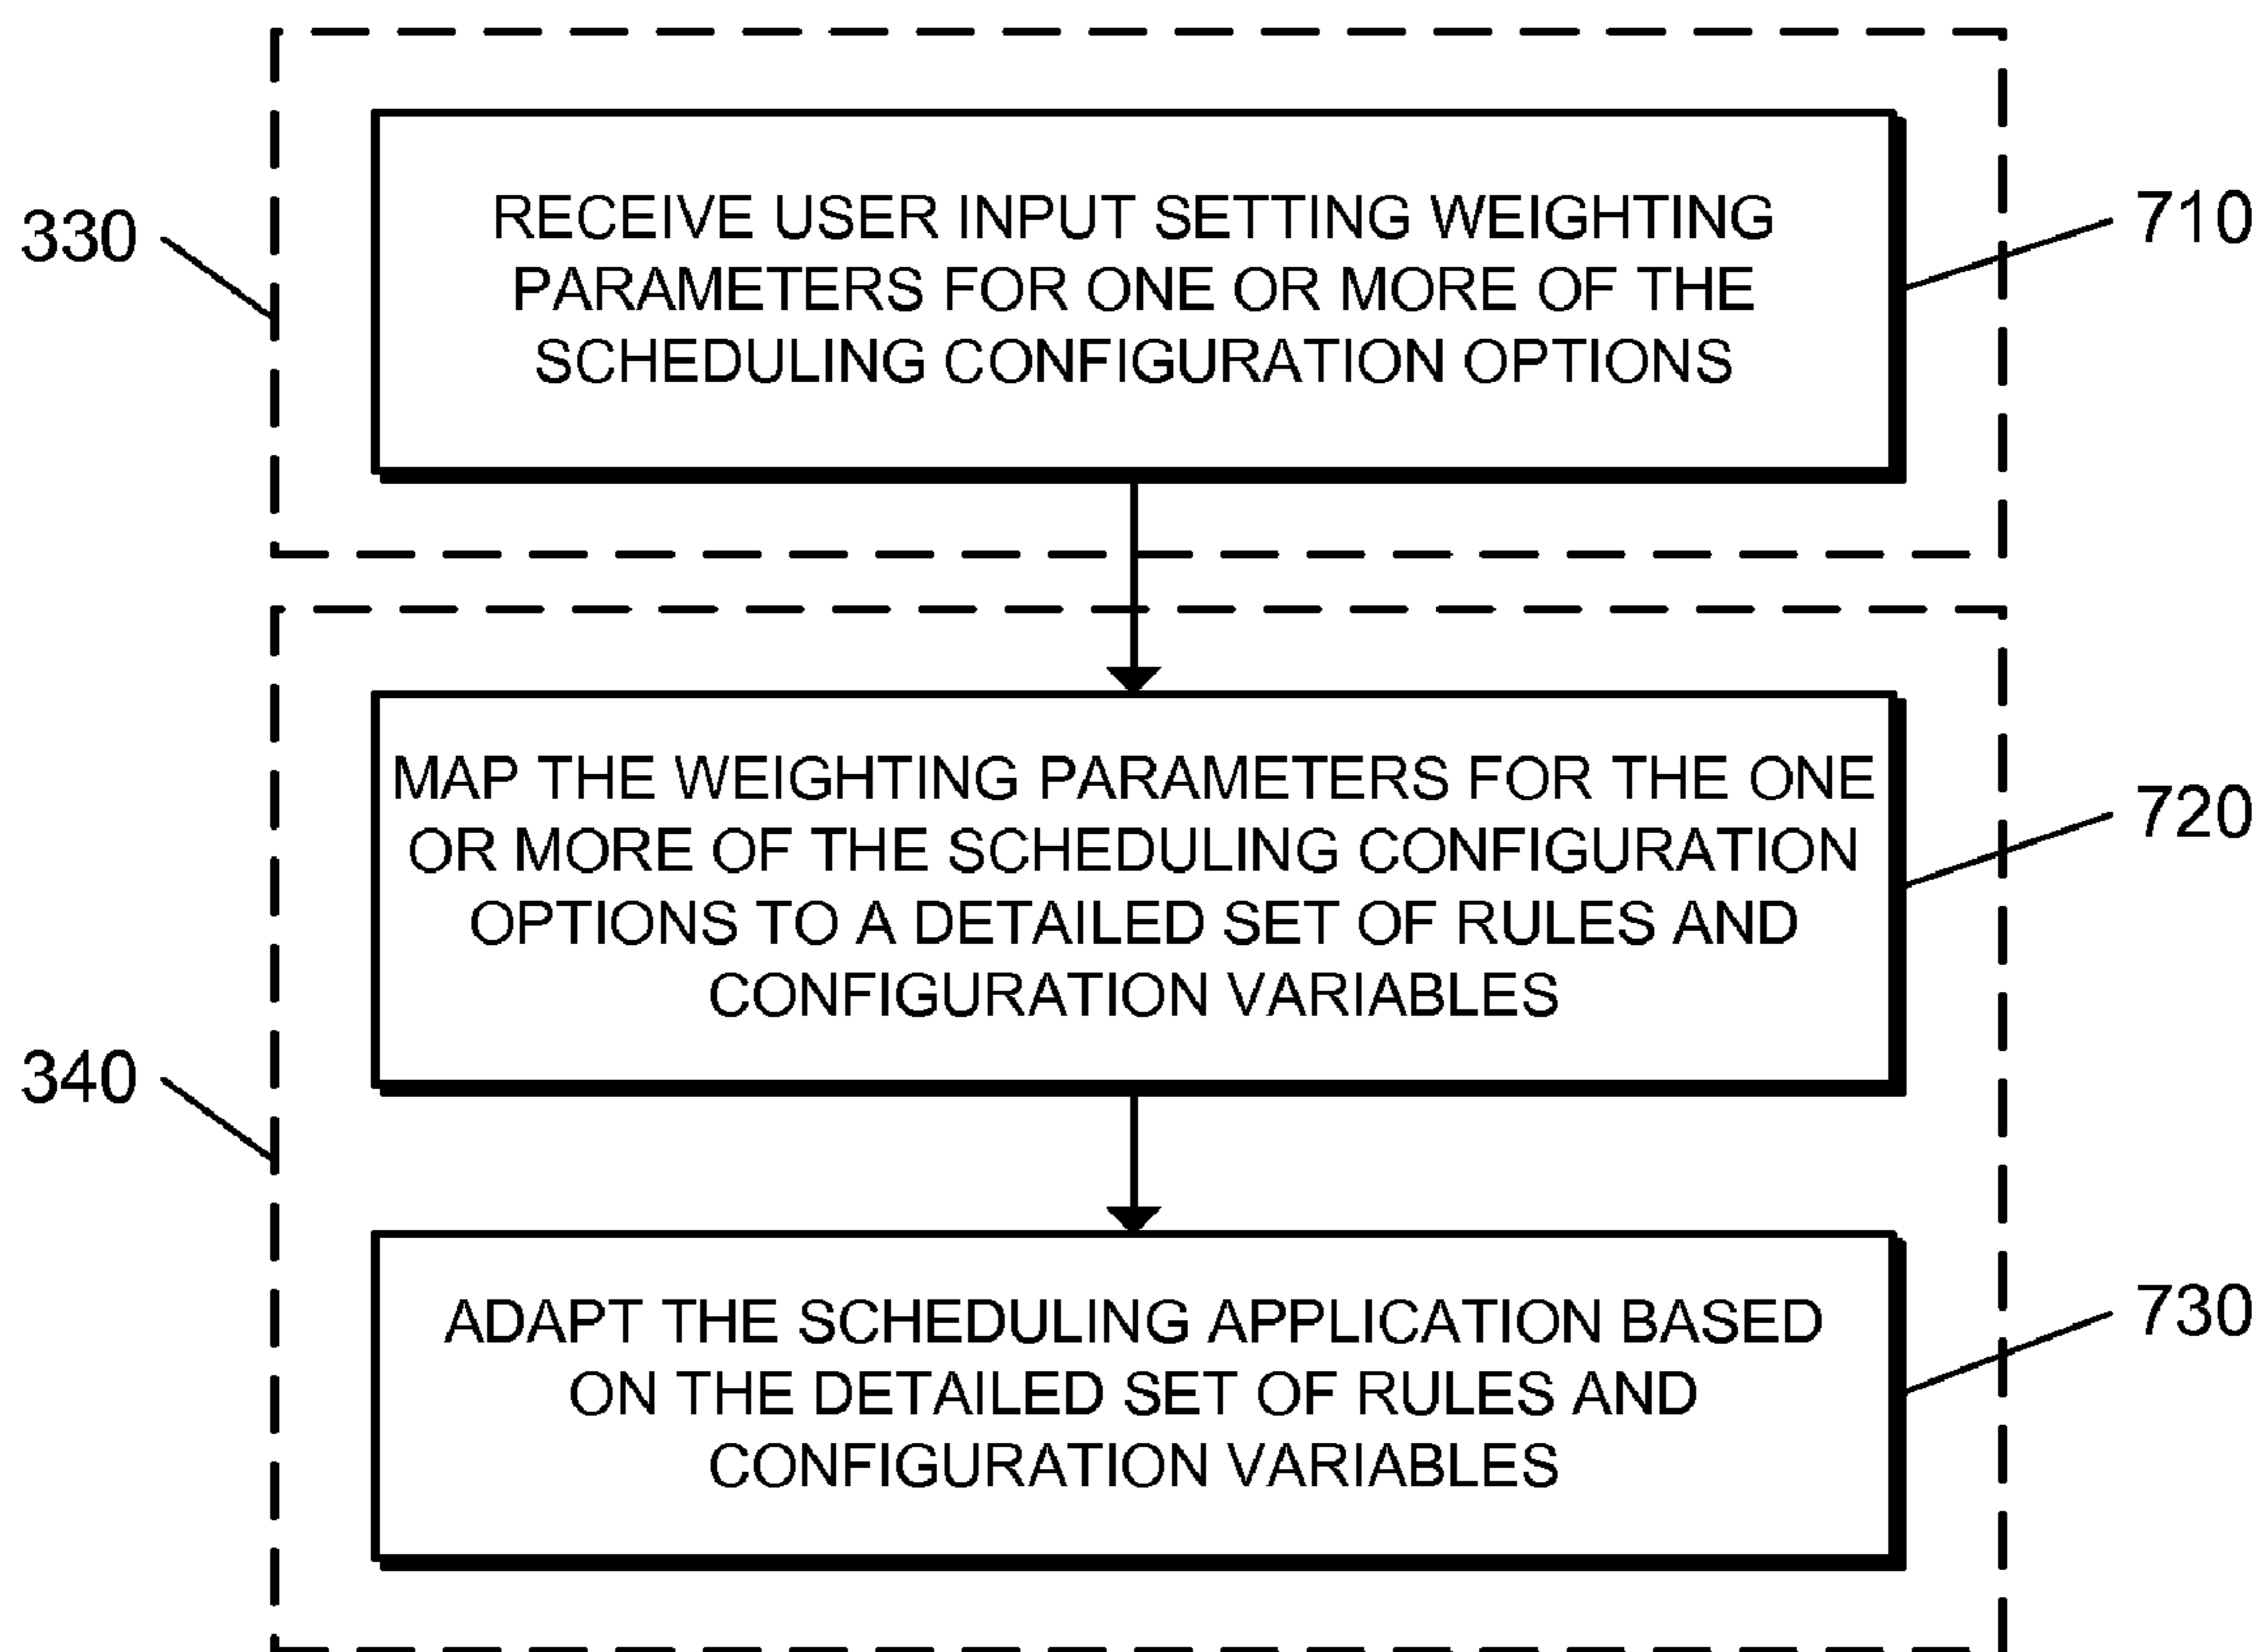 330
RECEIVE USER INPUT SETTING WEIGHTING
PARAMETERS FOR ONE OR MORE OF THE
SCHEDULING CONFIGURATION OPTIONS
710
340
MAP THE WEIGHTING PARAMETERS FOR THE ONE
OR MORE OF THE SCHEDULING CONFIGURATION
OPTIONS TO A DETAILED SET OF RULES AND
CONFIGURATION VARIABLES
720
ADAPT THE SCHEDULING APPLICATION BASED
ON THE DETAILED SET OF RULES AND
CONFIGURATION VARIABLES
730